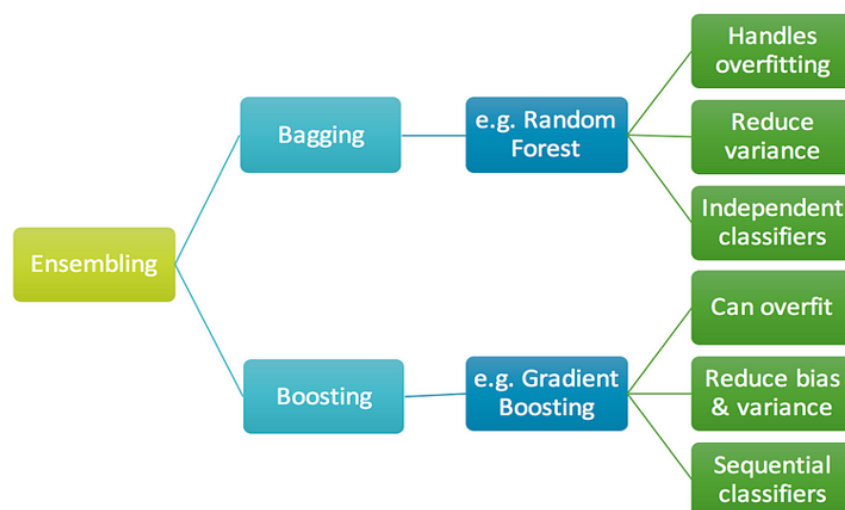 Ensembling
Bagging
e.g. Random
Forest
Handles
overfitting
Reduce
variance
Independent
classifiers
Boosting
e.g. Gradient
Boosting
Can overfit
Reduce bias
& variance
Sequential
classifiers